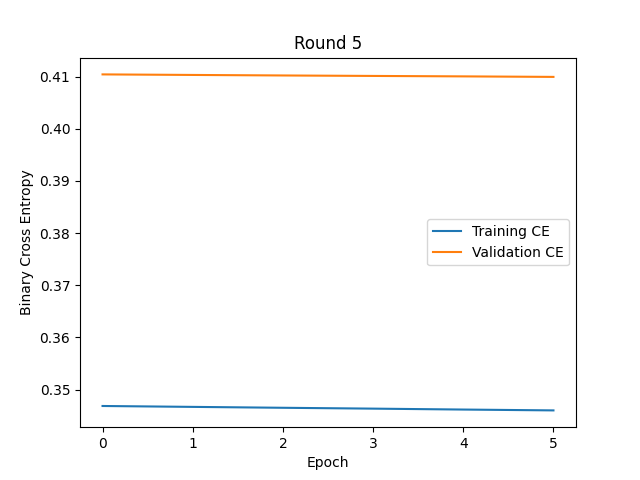 Round 5
Binary Cross Entropy
0.41
0.40
0.39
0.38
0.37
0.36
0.35
Training CE
Validation CE
0 1 2 3 4 5
Epoch